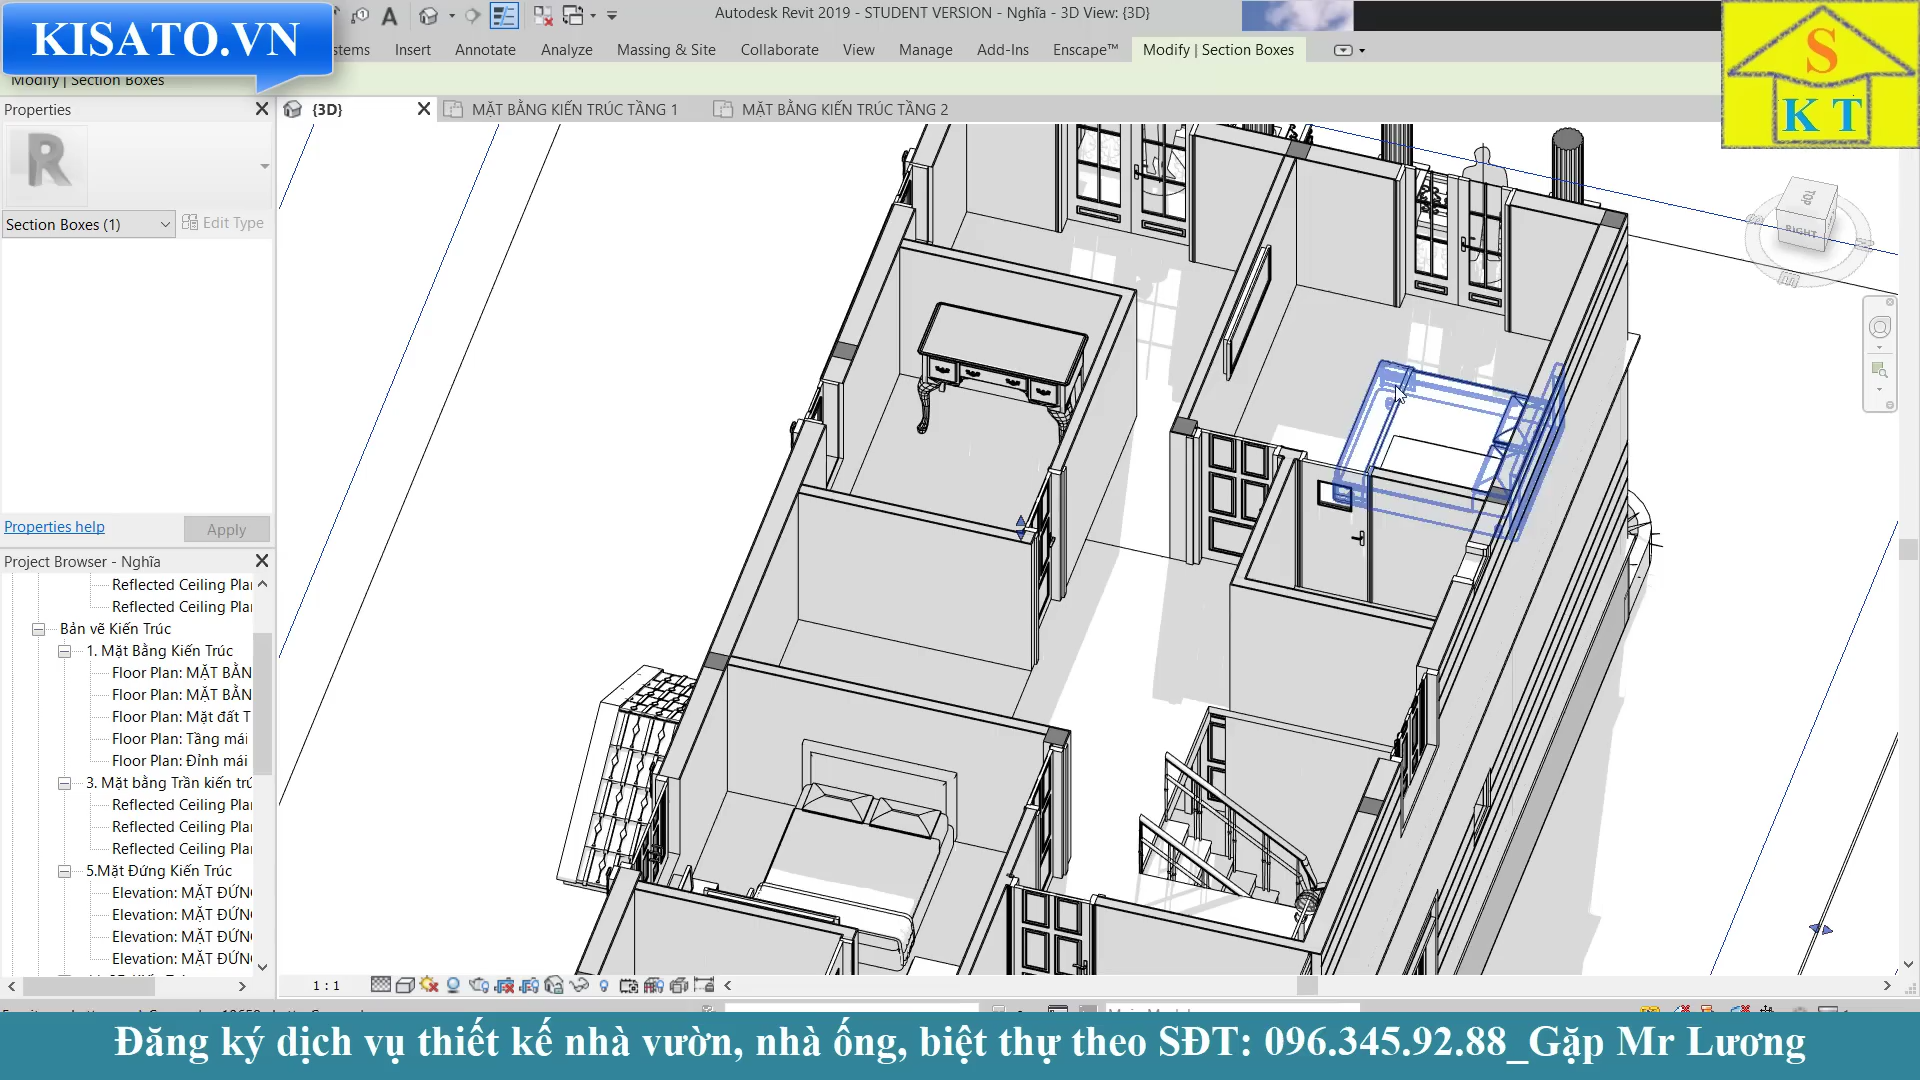 KISATO.VN
Autodesk Revit 2019 - STUDENT VERSION - Nghĩa - 3D View: {3D}
Insert Annotate Analyze Massing & Site Collaborate View Manage Add-Ins Enscape™ Modify | Section Boxes
Modify | Section Boxes
S
K T
Properties
{3D} MẶT BẰNG KIẾN TRÚC TẦNG 1 MẶT BẰNG KIẾN TRÚC TẦNG 2
R
TOP
RIGHT
Section Boxes (1) Edit Type
Properties help Apply
Project Browser - Nghĩa
Reflected Ceiling Pla
Reflected Ceiling Pla
Bản vẽ Kiến Trúc
1. Mặt Bằng Kiến Trúc
Floor Plan: MẶT BẰN
Floor Plan: MẶT BẰN
Floor Plan: Mặt đất T
Floor Plan: Tầng mái
Floor Plan: Đỉnh mái
3. Mặt bằng Trần kiến trú
Reflected Ceiling Pla
Reflected Ceiling Pla
Reflected Ceiling Pla
5.Mặt Đứng Kiến Trúc
Elevation: MẶT ĐỨN
Elevation: MẶT ĐỨN
Elevation: MẶT ĐỨN
Elevation: MẶT ĐỨN
1 : 1
Đăng ký dịch vụ thiết kế nhà vườn, nhà ống, biệt thự theo SĐT: 096.345.92.88_Gặp Mr Lương